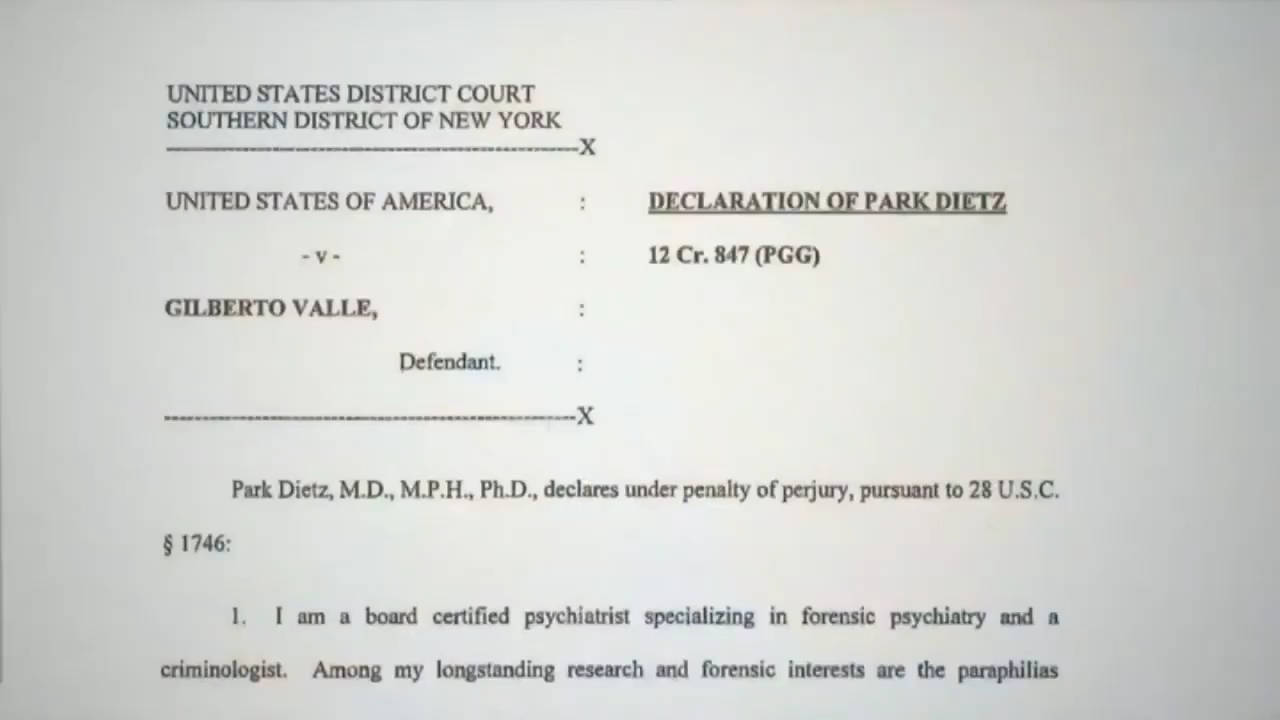 UNITED STATES DISTRICT COURT
SOUTHERN DISTRICT OF NEW YORK
------------------------------------------------------------X
UNITED STATES OF AMERICA, : DECLARATION OF PARK DIETZ
- v - : 12 Cr. 847 (PGG)
GILBERTO VALLE, :
Defendant. :
------------------------------------------------------------X
Park Dietz, M.D., M.P.H., Ph.D., declares under penalty of perjury, pursuant to 28 U.S.C.
§ 1746:
1. I am a board certified psychiatrist specializing in forensic psychiatry and a
criminologist. Among my longstanding research and forensic interests are the paraphilias